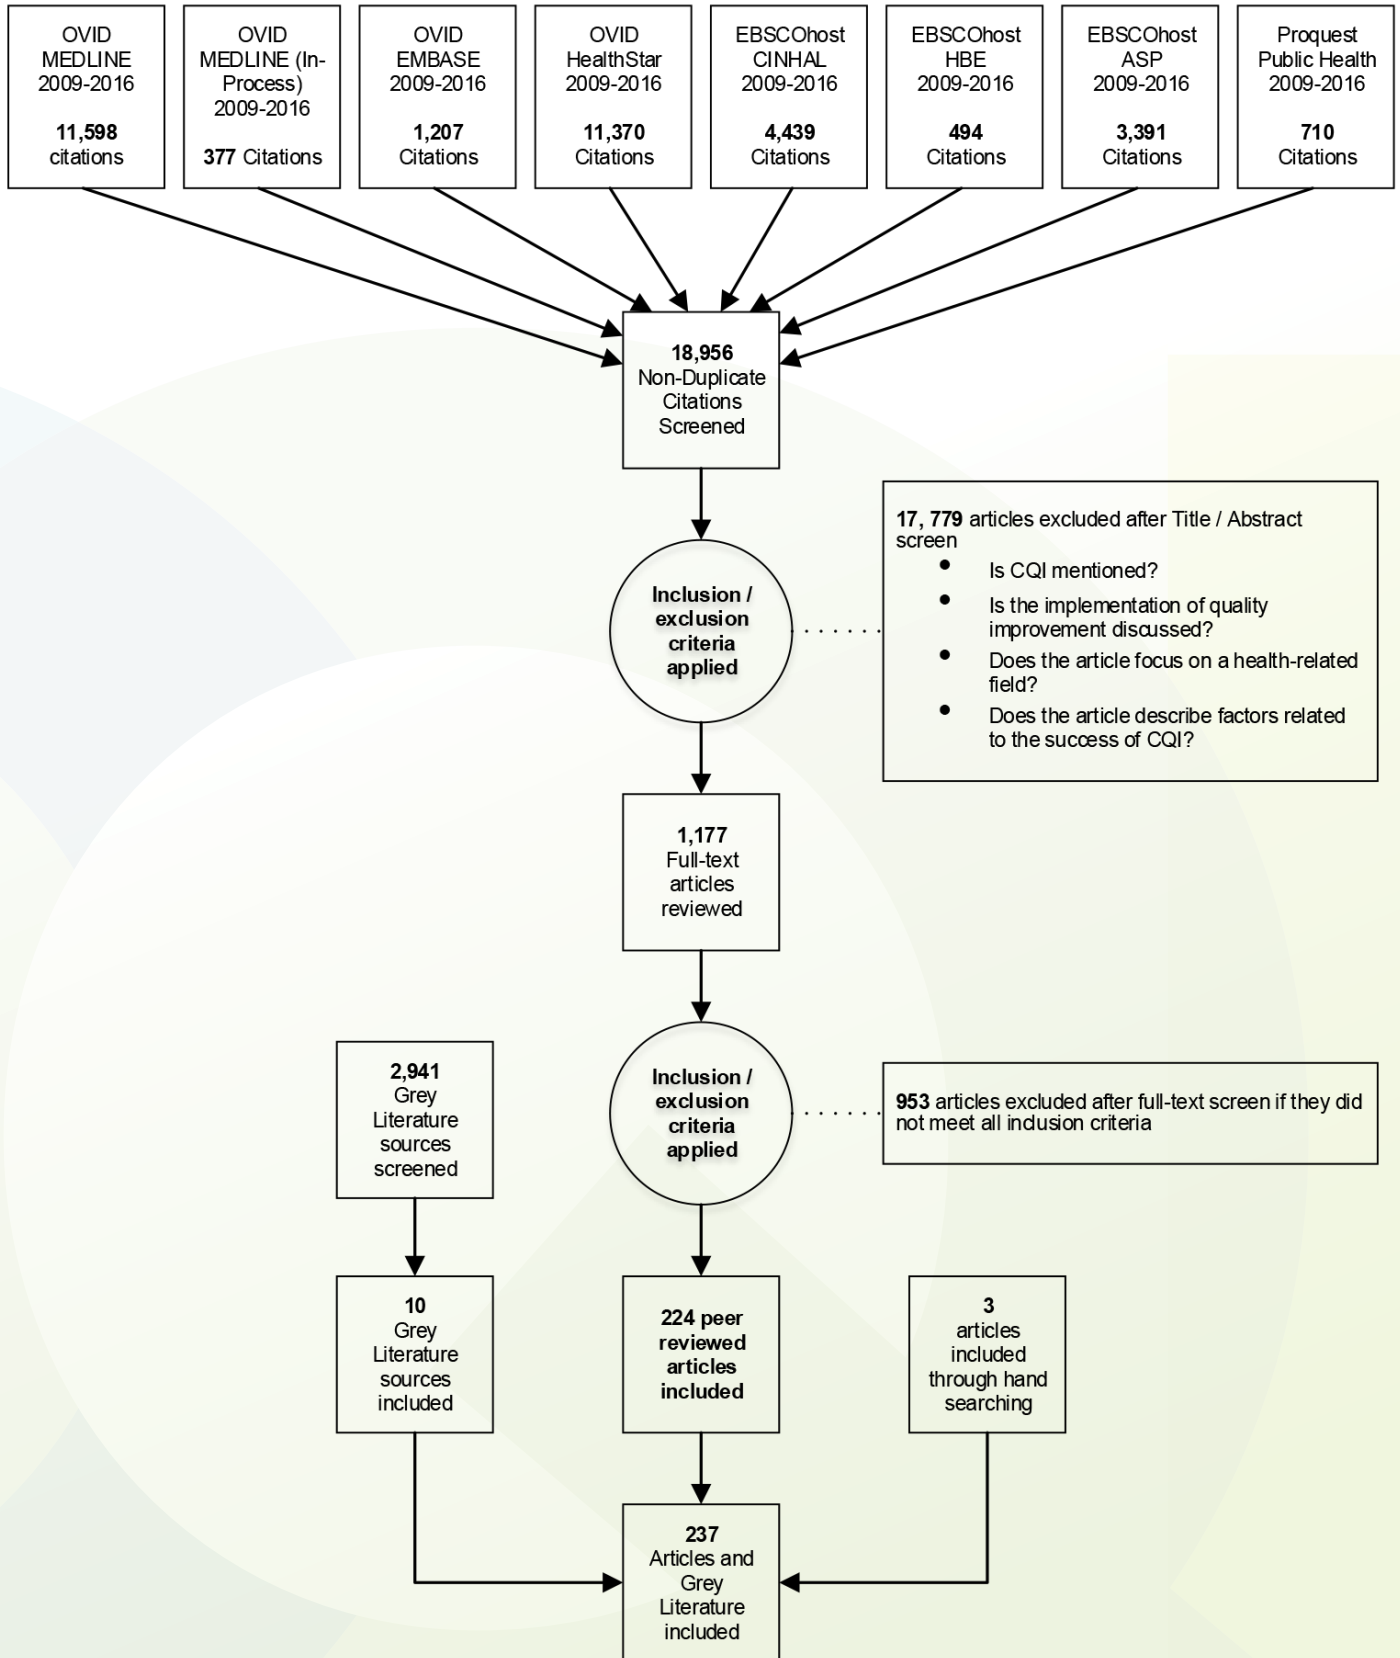 OVID
MEDLINE
2009-2016
11,598
citations
OVID
MEDLINE (In-
Process)
2009-2016
377 Citations
OVID
EMBASE
2009-2016
1,207
Citations
OVID
HealthStar
2009-2016
11,370
Citations
EBSCOhost
CINHAL
2009-2016
4,439
Citations
EBSCOhost
HBE
2009-2016
494
Citations
EBSCOhost
ASP
2009-2016
3,391
Citations
Proquest
Public Health
2009-2016
710
Citations
18,956
Non-Duplicate
Citations
Screened
Inclusion /
exclusion
criteria
applied
17, 779 articles excluded after Title / Abstract
screen
• Is CQI mentioned?
• Is the implementation of quality
improvement discussed?
• Does the article focus on a health-related
field?
• Does the article describe factors related
to the success of CQI?
1,177
Full-text
articles
reviewed
Inclusion /
exclusion
criteria
applied
953 articles excluded after full-text screen if they did
not meet all inclusion criteria
2,941
Grey
Literature
sources
screened
10
Grey
Literature
sources
included
224 peer
reviewed
articles
included
3
articles
included
through hand
searching
237
Articles and
Grey
Literature
included